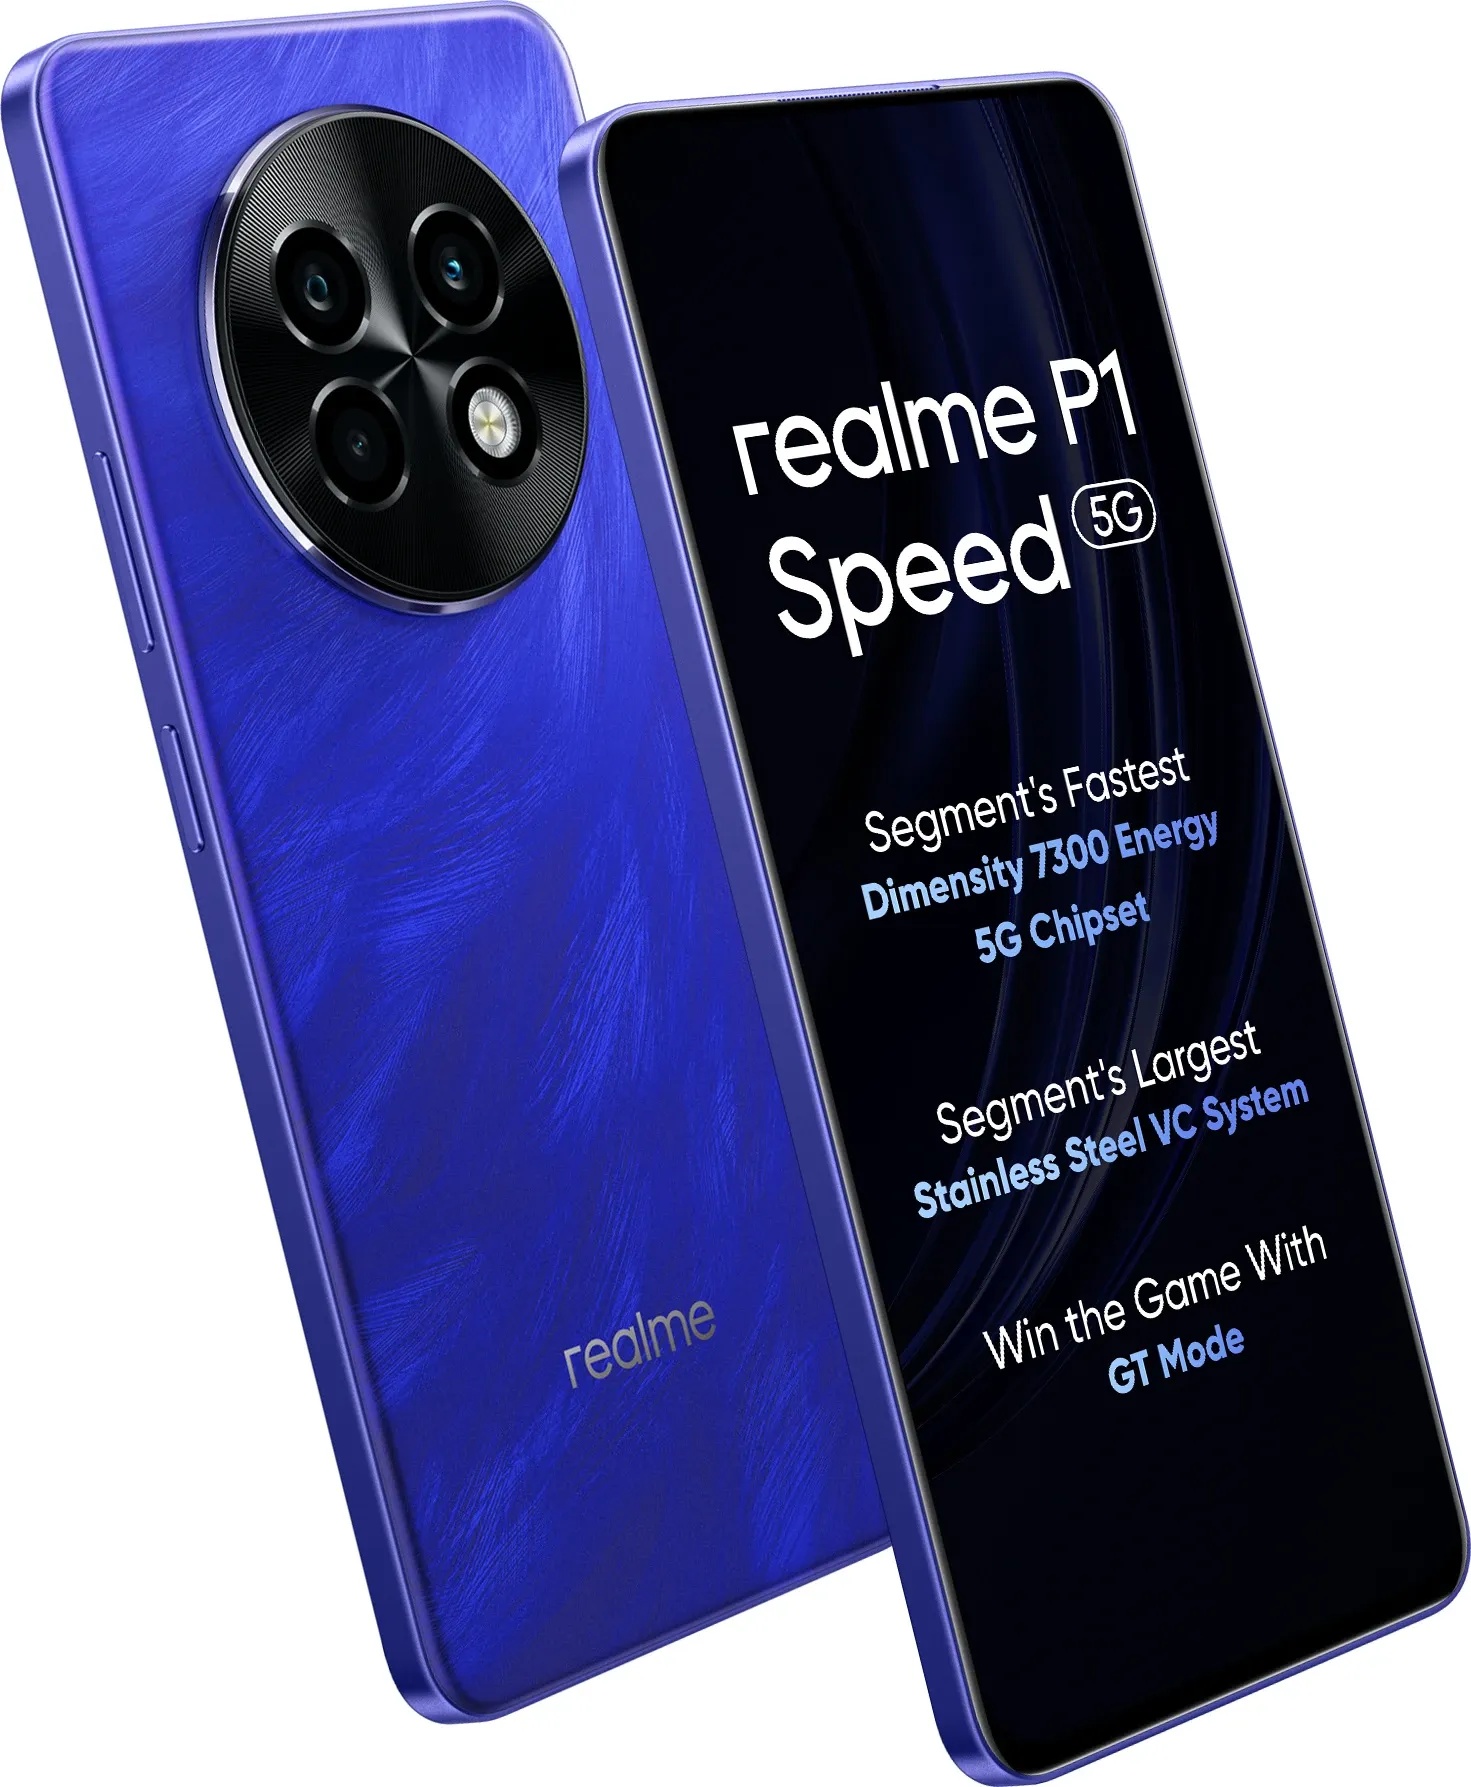 realme P1
Speed 5G
Segment's Fastest
Dimensity 7300 Energy
5G Chipset
Segment's Largest
Stainless Steel VC System
Win the Game With
GT Mode
realme